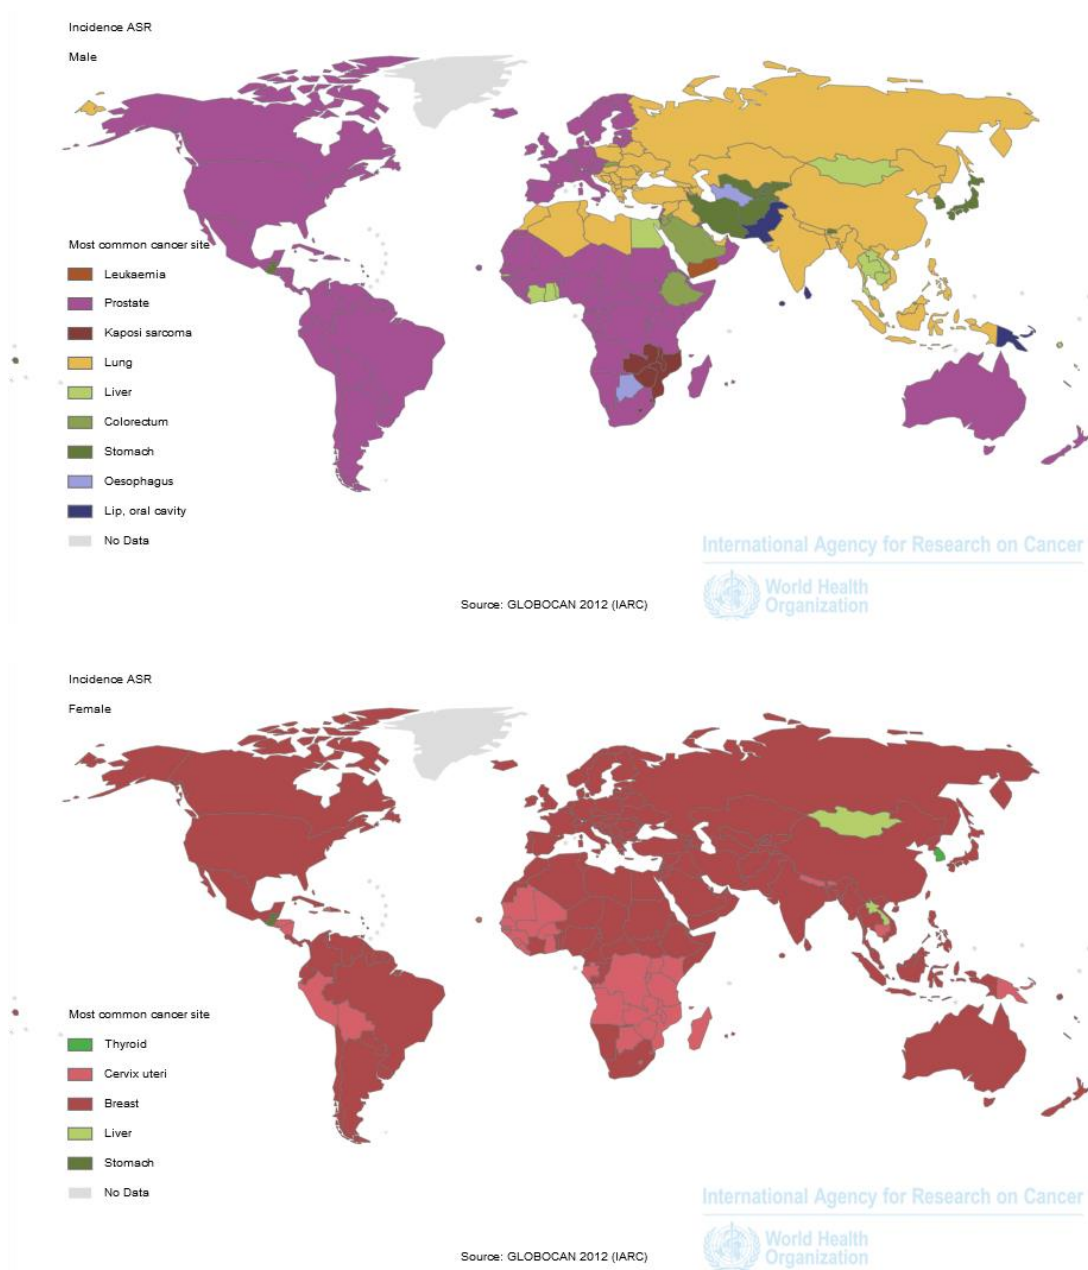 Incidence ASR
Male
Most common cancer site
Leukaemia
Prostate
Kaposi sarcoma
Lung
Liver
Colorectum
Stomach
Oesophagus
Lip, oral cavity
No Data
International Agency for Research on Cancer
World Health
Organization
Source: GLOBOCAN 2012 (IARC)
Incidence ASR
Female
Most common cancer site
Thyroid
Cervix uteri
Breast
Liver
Stomach
No Data
International Agency for Research on Cancer
World Health
Organization
Source: GLOBOCAN 2012 (IARC)